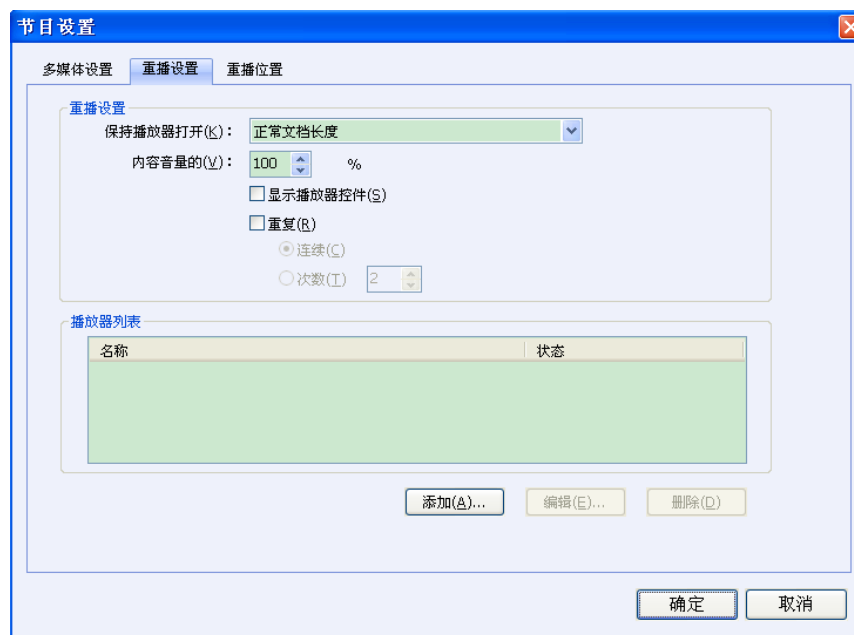 节目设置
多媒体设置 重播设置 重播位置
重播设置
保持播放器打开(K): 正常文档长度
内容音量的(V): 100 %
显示播放器控件(S)
重复(R)
连续(C)
次数(T) 2
播放器列表
名称 状态
添加(A)... 编辑(E)... 删除(D)
确定 取消